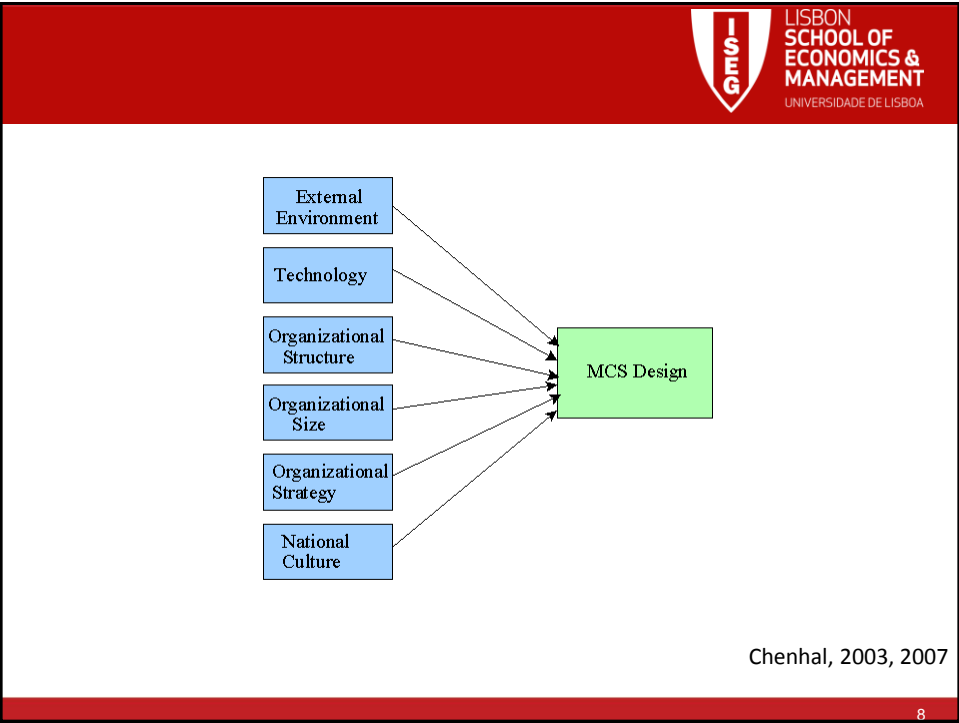 ISEG
LISBON
SCHOOL OF
ECONOMICS &
MANAGEMENT
UNIVERSIDADE DE LISBOA
External
Environment
Technology
Organizational
Structure
Organizational
Size
Organizational
Strategy
National
Culture
MCS Design
Chenhal, 2003, 2007
8